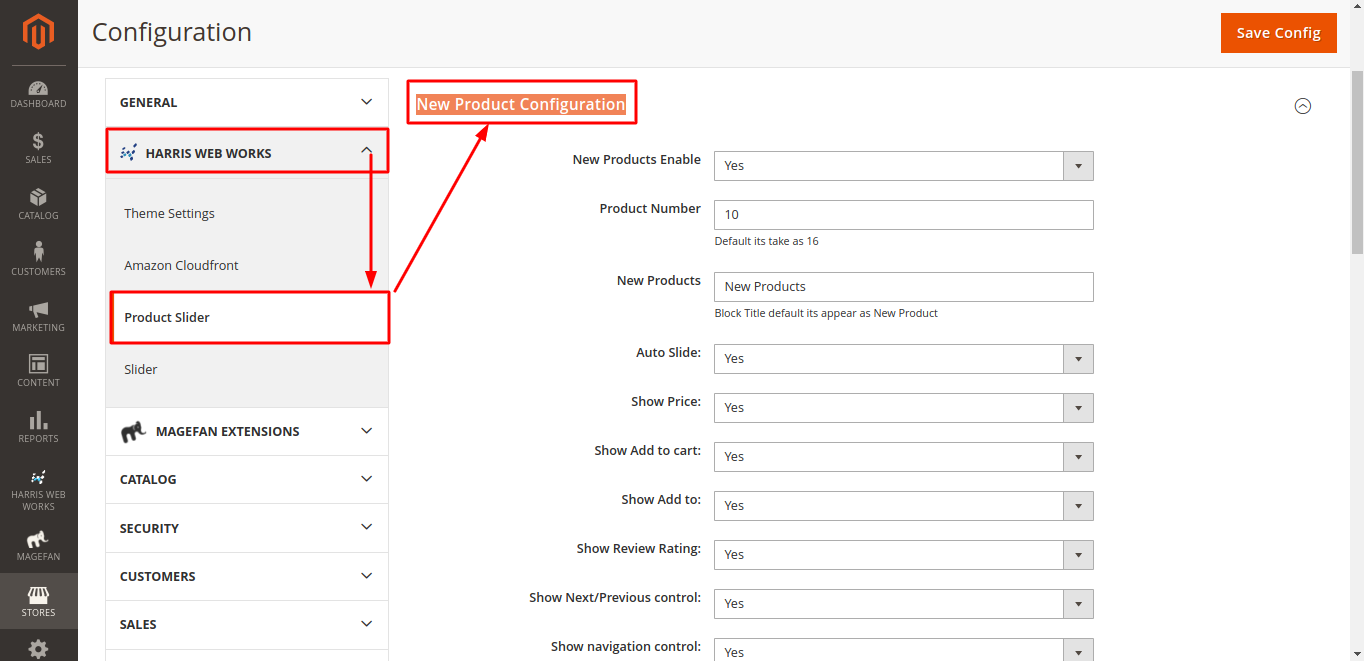 Configuration
Save Config
DASHBOARD
SALES
CATALOG
CUSTOMERS
MARKETING
CONTENT
REPORTS
HARRIS WEB
WORKS
MAGEFAN
STORES
GENERAL
HARRIS WEB WORKS
Theme Settings
Amazon Cloudfront
Product Slider
Slider
MAGEFAN EXTENSIONS
CATALOG
SECURITY
CUSTOMERS
SALES
New Product Configuration
New Products Enable Yes
Product Number 10
Default its take as 16
New Products New Products
Block Title default its appear as New Product
Auto Slide: Yes
Show Price: Yes
Show Add to cart: Yes
Show Add to: Yes
Show Review Rating: Yes
Show Next/Previous control: Yes
Show navigation control: Yes